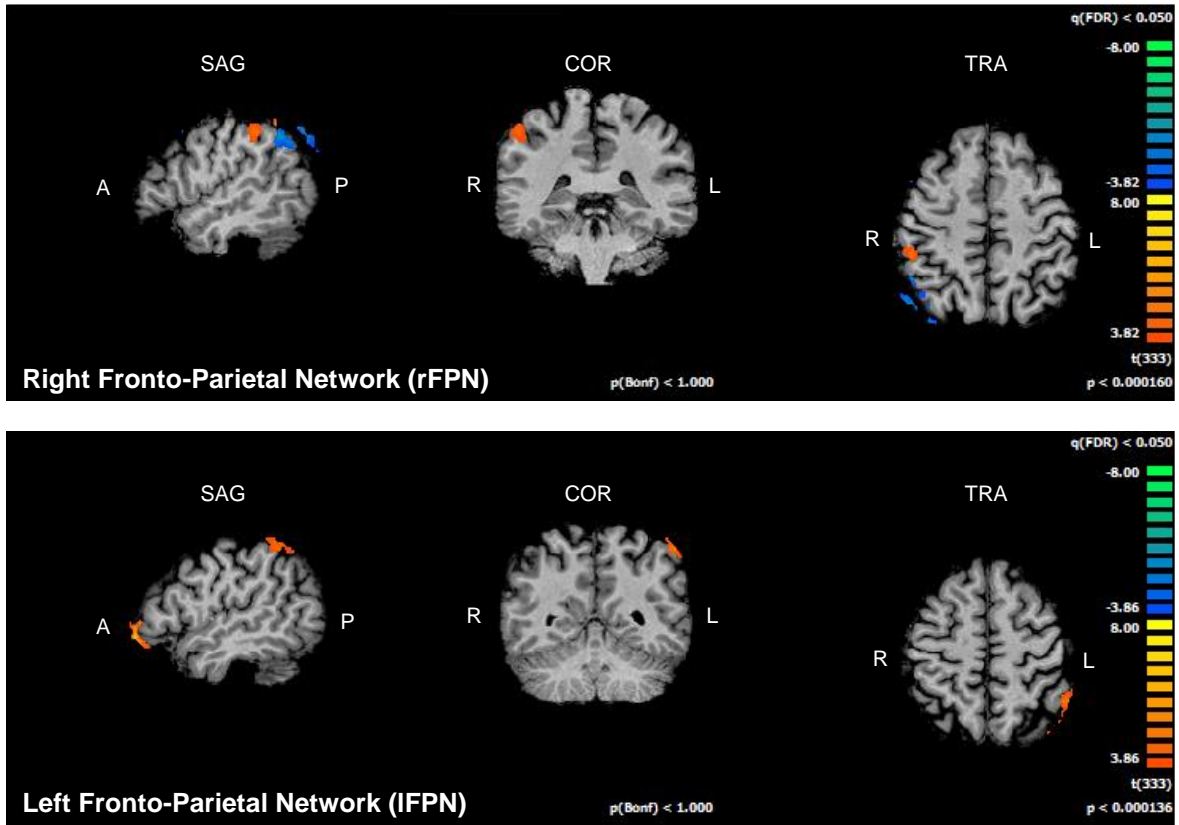 q(FDR) < 0.050
-8.00
SAG
COR
TRA
A
P
R
L
R
L
-3.82
8.00
3.82
t(333)
Right Fronto-Parietal Network (rFPN)
p(Bonf) < 1.000
p < 0.000160
q(FDR) < 0.050
-8.00
SAG
COR
TRA
A
P
R
L
R
L
-3.86
8.00
3.86
t(333)
Left Fronto-Parietal Network (lFPN)
p(Bonf) < 1.000
p < 0.000136